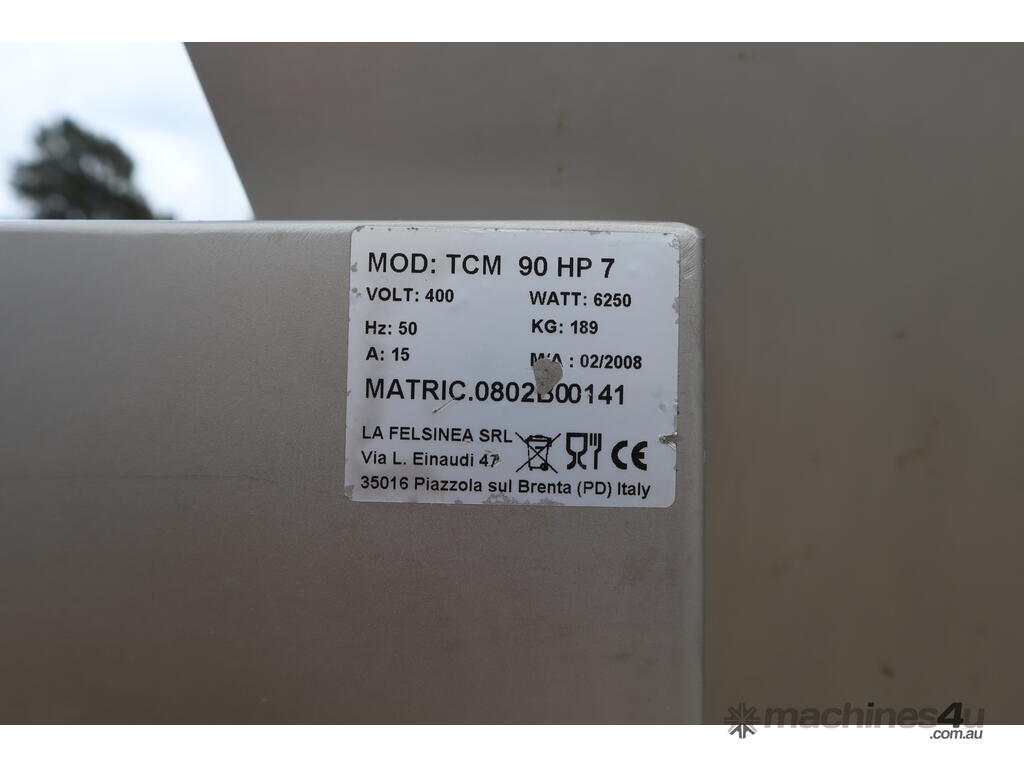 MOD: TCM 90 HP 7
VOLT: 400 WATT: 6250
Hz: 50 KG: 189
A: 15 M/A : 02/2008
MATRIC.0802B00141
LA FELSINEA SRL
Via L. Einaudi 47
35016 Piazzola sul Brenta (PD) Italy
CE
machines4u
.com.au